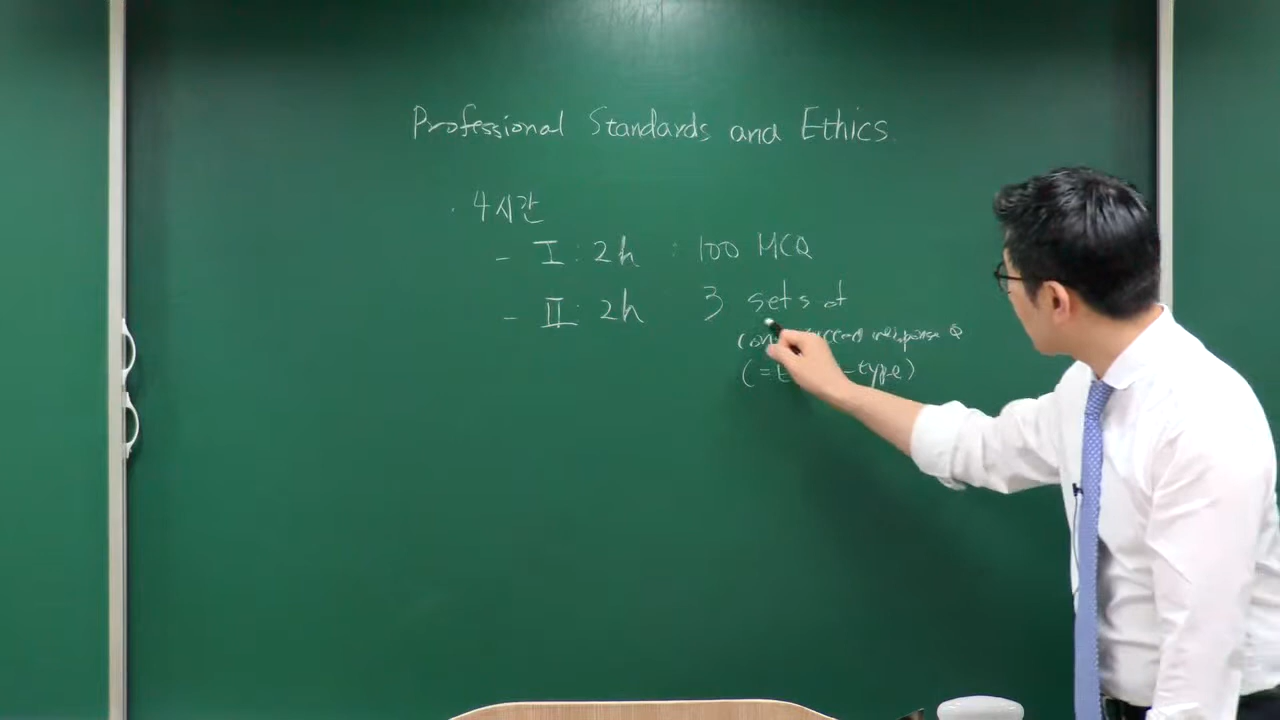 Professional Standards and Ethics
· 4시간
- I : 2h : 100 MCQ
- II : 2h 3 sets of
response Q
type)